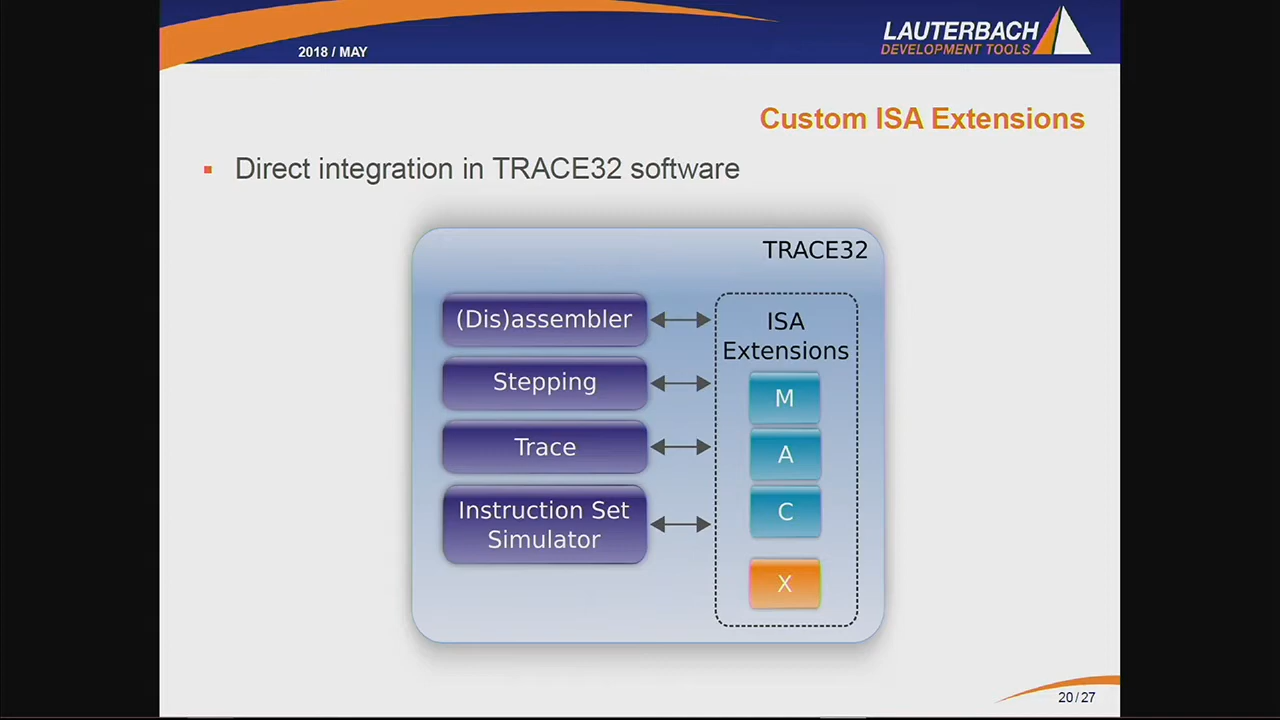 2018 / MAY
LAUTERBACH
DEVELOPMENT TOOLS
Custom ISA Extensions
▪ Direct integration in TRACE32 software
TRACE32
(Dis)assembler
Stepping
Trace
Instruction Set
Simulator
ISA
Extensions
M
A
C
X
20/27